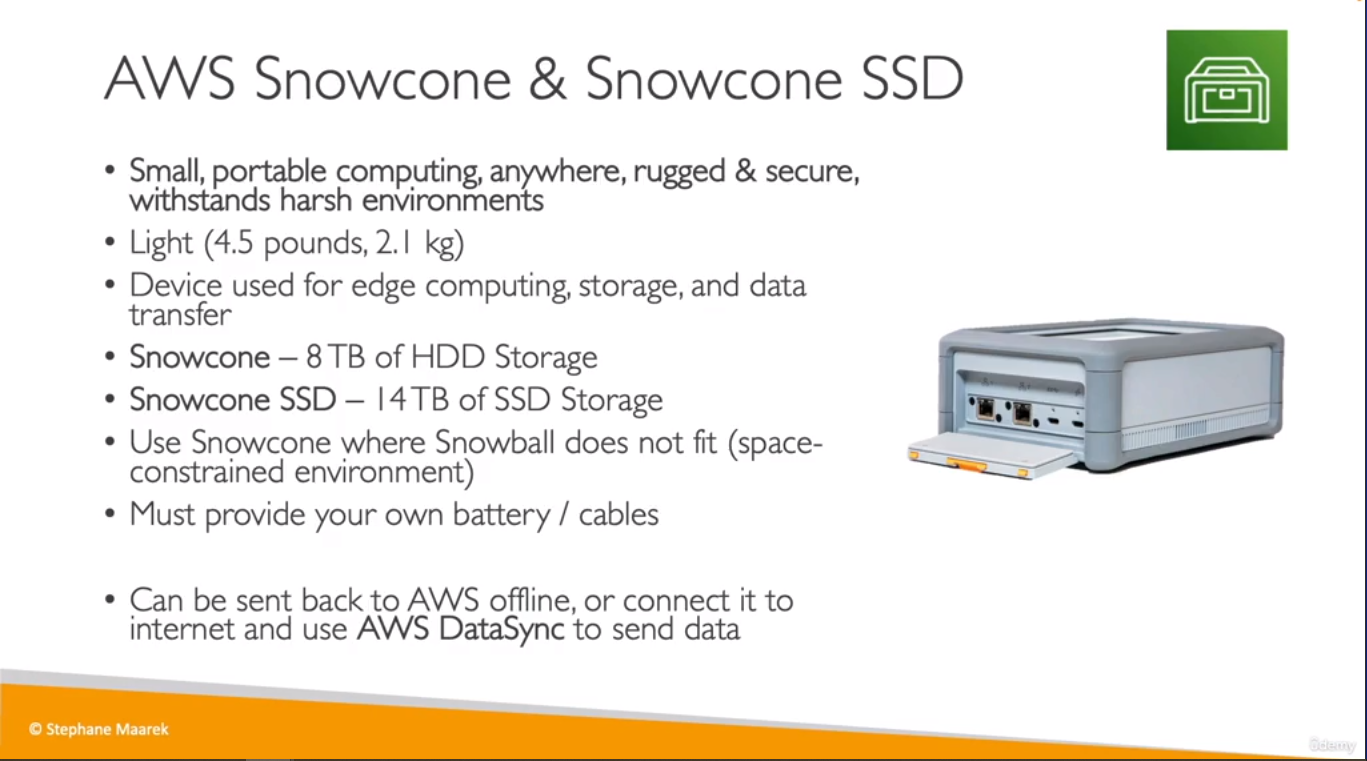 AWS Snowcone & Snowcone SSD
• Small, portable computing, anywhere, rugged & secure,
withstands harsh environments
• Light (4.5 pounds, 2.1 kg)
• Device used for edge computing, storage, and data
transfer
• Snowcone – 8 TB of HDD Storage
• Snowcone SSD – 14 TB of SSD Storage
• Use Snowcone where Snowball does not fit (space-
constrained environment)
• Must provide your own battery / cables
• Can be sent back to AWS offline, or connect it to
internet and use AWS DataSync to send data
© Stephane Maarek
ûdemy